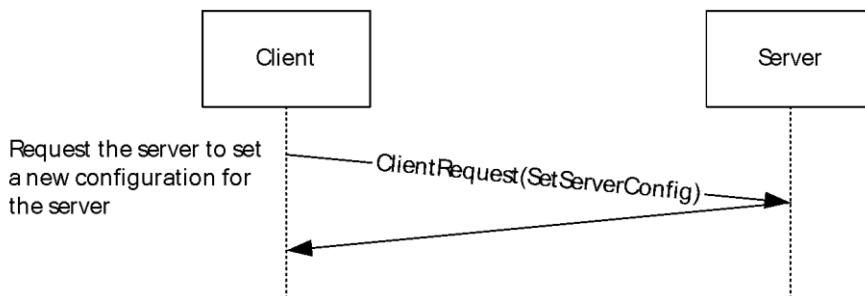 Client
Server
Request the server to set
a new configuration for
the server
ClientRequest(SetServerConfig)